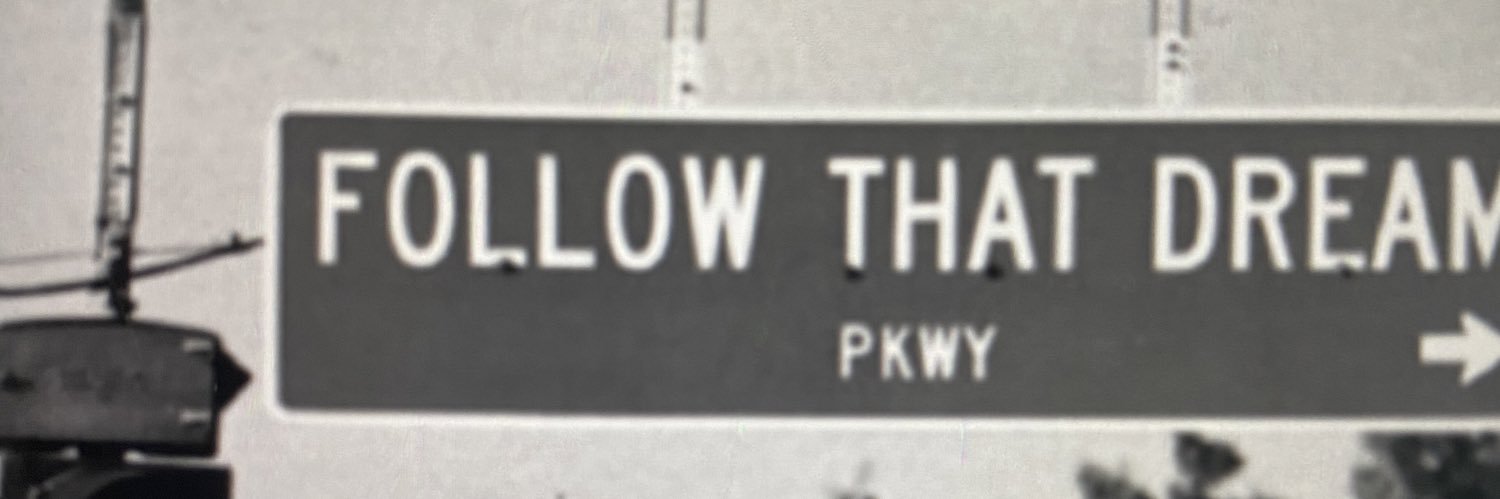 FOLLOW THAT DREAM
PKWY